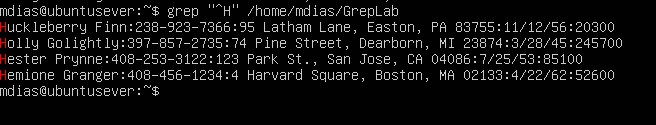 mdias@ubuntusever:~$ grep "^H" /home/mdias/GrepLab
Huckleberry Finn:238-923-7366:95 Latham Lane, Easton, PA 83755:11/12/56:20300
Holly Golightly:397-857-2735:74 Pine Street, Dearborn, MI 23874:3/28/45:245700
Hester Prynne:408-253-3122:123 Park St., San Jose, CA 04086:7/25/53:85100
Hemione Granger:408-456-1234:4 Harvard Square, Boston, MA 02133:4/22/62:52600
mdias@ubuntusever:~$